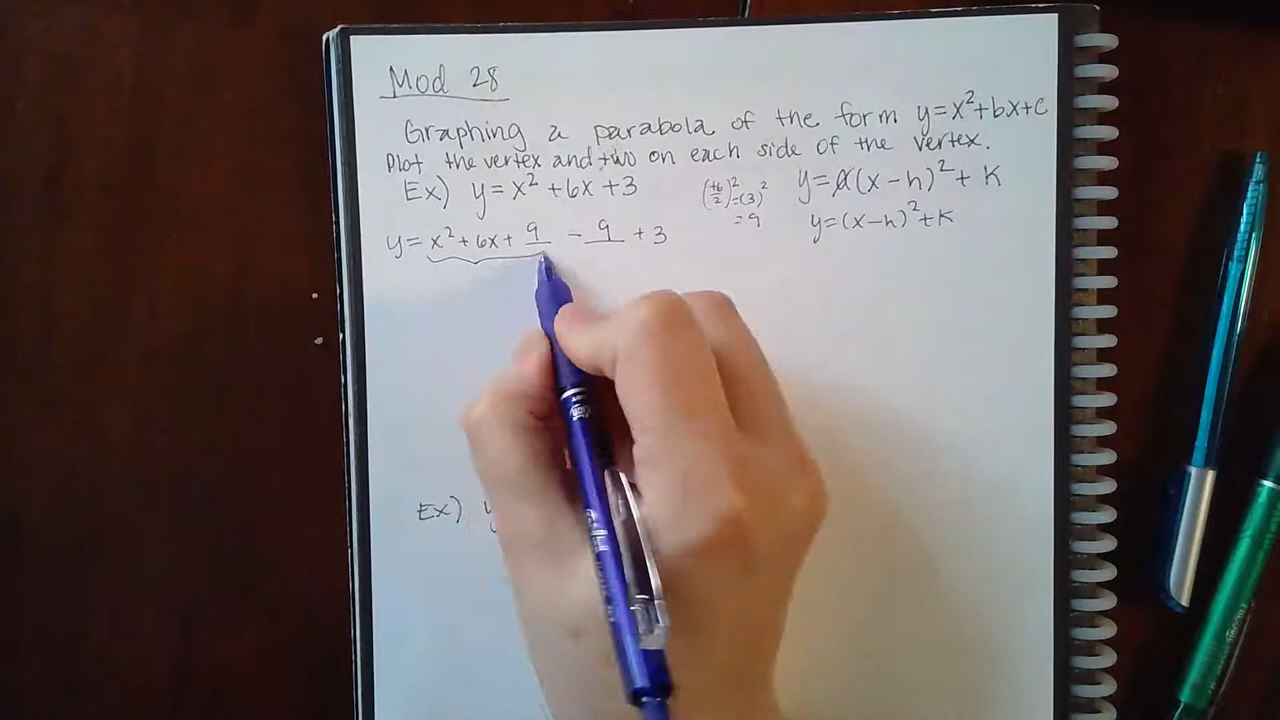 Mod 28
Graphing a parabola of the form y=x²+bx+c
Plot the vertex and two on each side of the vertex.
Ex) y=x²+6x+3
(+6/2)²=(3)²
=9
y=a(x-h)²+k
y=(x-h)²+k
y=x²+6x+9 -9+3
Ex) y